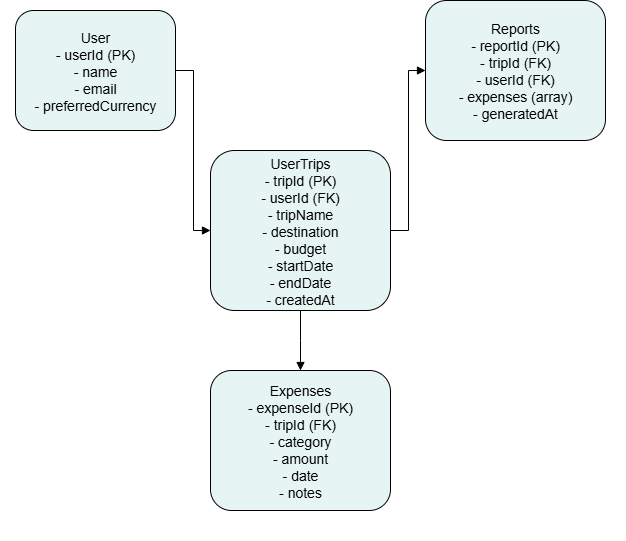 User
- userId (PK)
- name
- email
- preferredCurrency
Reports
- reportId (PK)
- tripId (FK)
- userId (FK)
- expenses (array)
- generatedAt
UserTrips
- tripId (PK)
- userId (FK)
- tripName
- destination
- budget
- startDate
- endDate
- createdAt
Expenses
- expenseId (PK)
- tripId (FK)
- category
- amount
- date
- notes